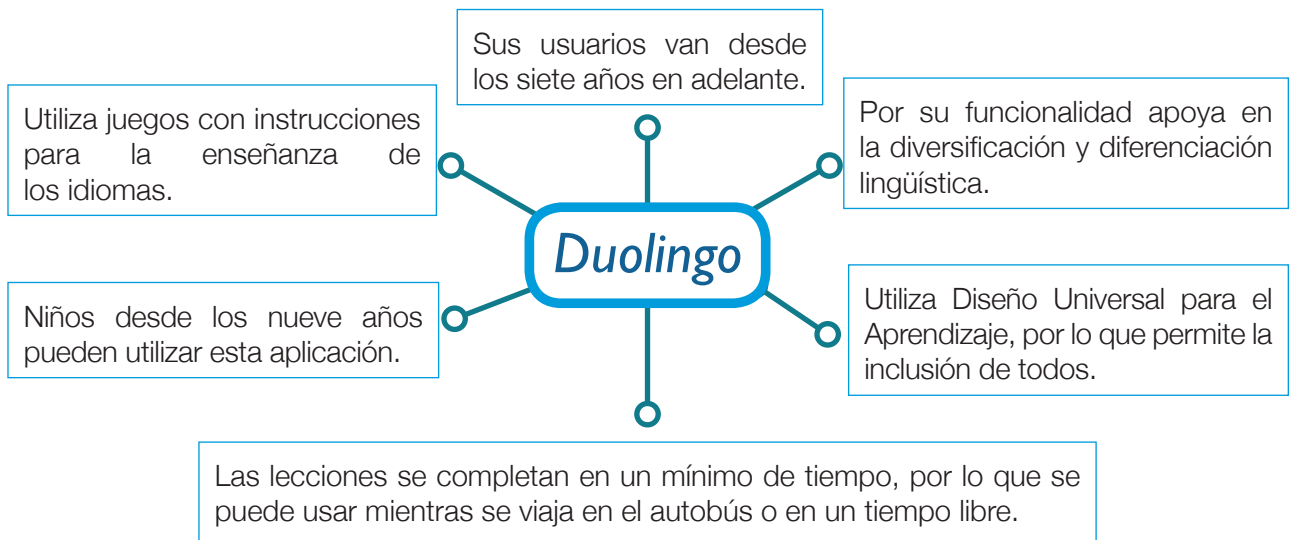 Sus usuarios van desde
los siete años en adelante.
Utiliza juegos con instrucciones
para la enseñanza de
los idiomas.
Por su funcionalidad apoya en
la diversificación y diferenciación
lingüística.
Duolingo
Niños desde los nueve años
pueden utilizar esta aplicación.
Utiliza Diseño Universal para el
Aprendizaje, por lo que permite la
inclusión de todos.
Las lecciones se completan en un mínimo de tiempo, por lo que se
puede usar mientras se viaja en el autobús o en un tiempo libre.